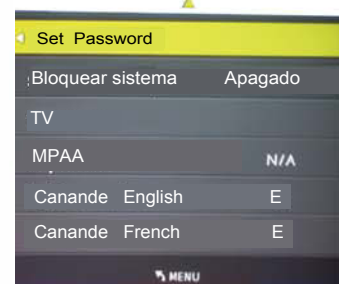 Set Password
Bloquear sistema Apagado
TV
MPAA N/A
Canande English E
Canande French E
MENU